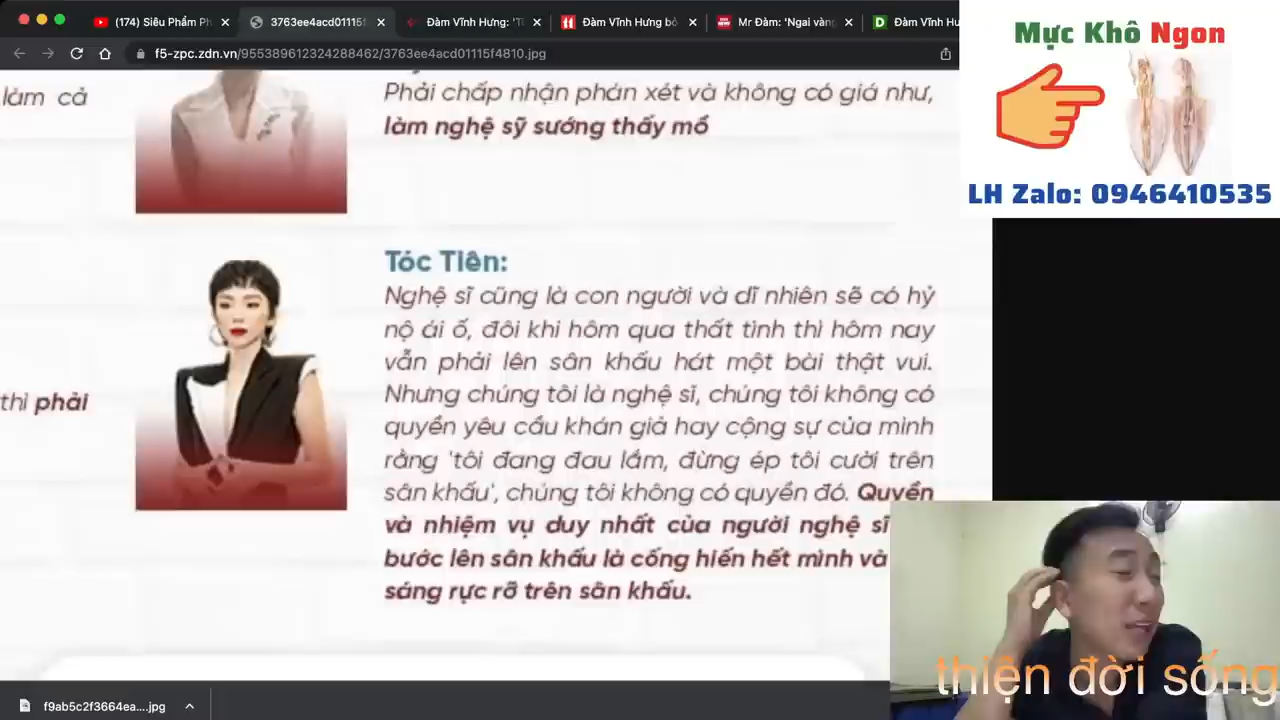 (174) Siêu Phẩm Ph
3763ee4acd01115f
Đàm Vĩnh Hưng: 'T
Đàm Vĩnh Hưng bỏ
Mr Đàm: 'Ngai vàng
Đàm Vĩnh Hu
f5-zpc.zdn.vn/95538961232428462/3763ee4acd01115f4810.jpg
Mực Khô Ngon
LH Zalo: 0946410535
làm cả
Phải chấp nhận phán xét và không có giá như,
làm nghệ sỹ sướng thấy mồ
Tóc Tiên:
Nghệ sĩ cũng là con người và dĩ nhiên sẽ có hỷ
nộ ái ố, đôi khi hôm qua thất tình thì hôm nay
vẫn phải lên sân khấu hát một bài thật vui.
Nhưng chúng tôi là nghệ sĩ, chúng tôi không có
thì phải
quyền yêu cầu khán giả hay cộng sự của mình
rằng 'tôi đang đau lắm, đừng ép tôi cười trên
sân khấu', chúng tôi không có quyền đó. Quyền
và nhiệm vụ duy nhất của người nghệ sĩ
bước lên sân khấu là cống hiến hết mình và
sáng rực rỡ trên sân khấu.
thiện đời sống
f9ab5c2f3664ea....jpg